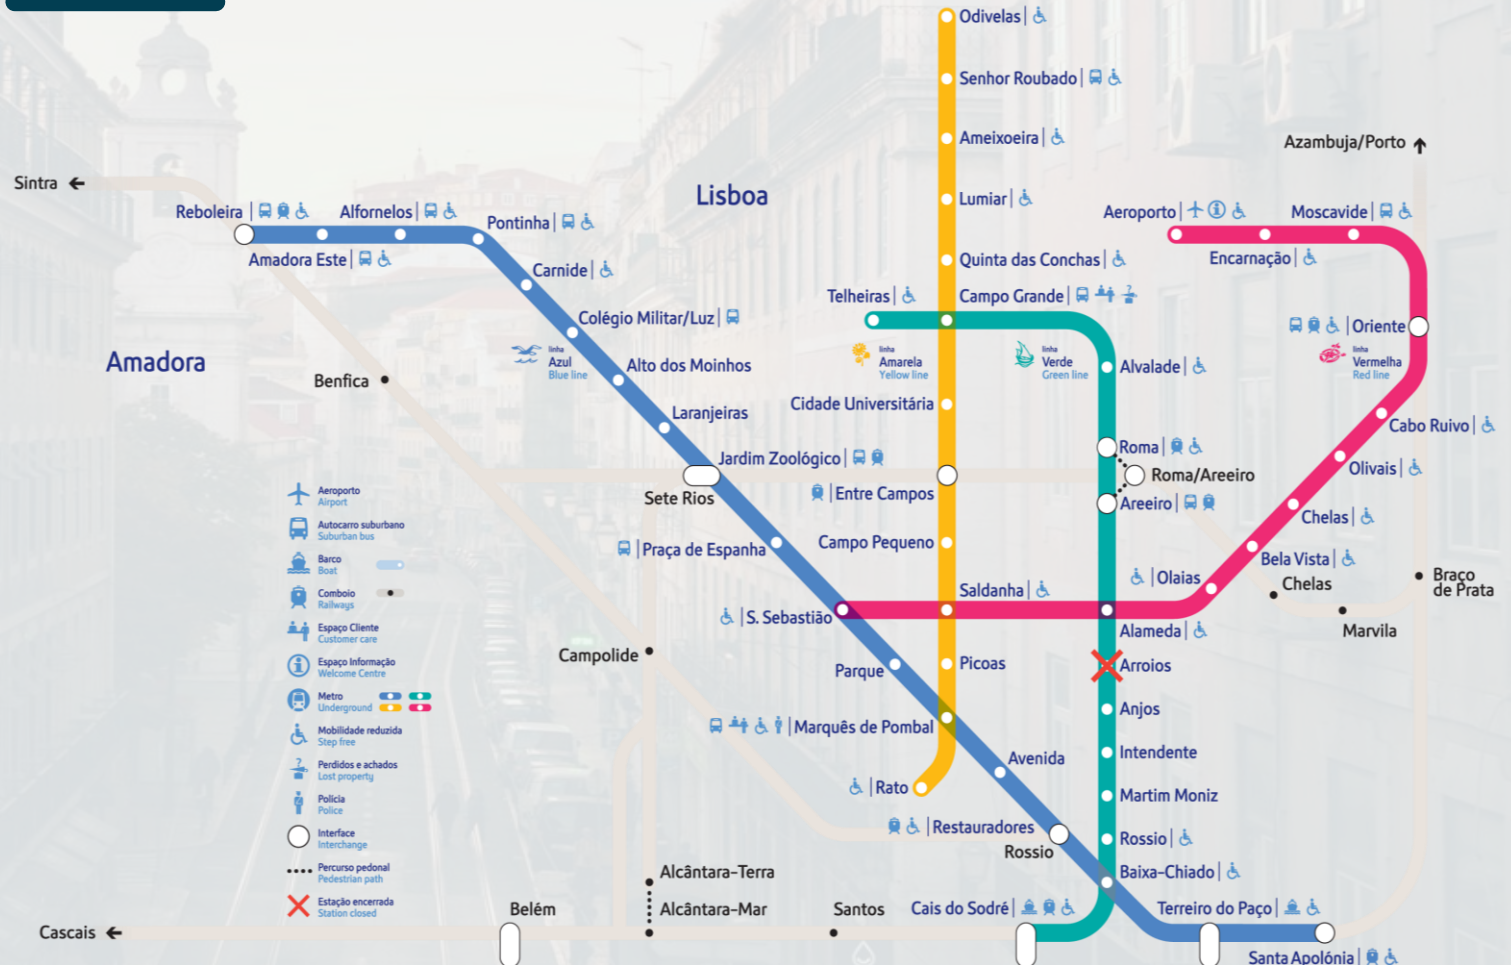 Odivelas
Senhor Roubado
Ameixoeira
Azambuja/Porto
Sintra
Lisboa
Lumiar
Reboleira
Alfornelos
Pontinha
Aeroporto
Moscavide
Amadora Este
Carnide
Quinta das Conchas
Encarnação
Telheiras
Campo Grande
Colégio Militar/Luz
Oriente
Amadora
linha
Azul
Blue line
linha
Amarela
Yellow line
linha
Verde
Green line
linha
Vermelha
Red line
Alto dos Moinhos
Alvalade
Benfica
Laranjeiras
Cidade Universitária
Cabo Ruivo
Jardim Zoológico
Roma
Olivais
Sete Rios
Entre Campos
Roma/Areeiro
Areeiro
Chelas
Praça de Espanha
Campo Pequeno
Bela Vista
Saldanha
Olaias
Chelas
Braço
de Prata
S. Sebastião
Alameda
Marvila
Campolide
Parque
Picoas
Arroios
Marquês de Pombal
Anjos
Avenida
Intendente
Rato
Martim Moniz
Restauradores
Rossio
Rossio
Baixa-Chiado
Alcântara-Terra
Alcântara-Mar
Belém
Santos
Cais do Sodré
Terreiro do Paço
Cascais
Santa Apolónia
Aeroporto
Airport
Autocarro suburbano
Suburban bus
Barco
Boat
Comboio
Railways
Espaço Cliente
Customer care
Espaço Informação
Welcome Centre
Metro
Underground
Mobilidade reduzida
Step free
Perdidos e achados
Lost property
Polícia
Police
Interface
Interchange
Percurso pedonal
Pedestrian path
Estação encerrada
Station closed